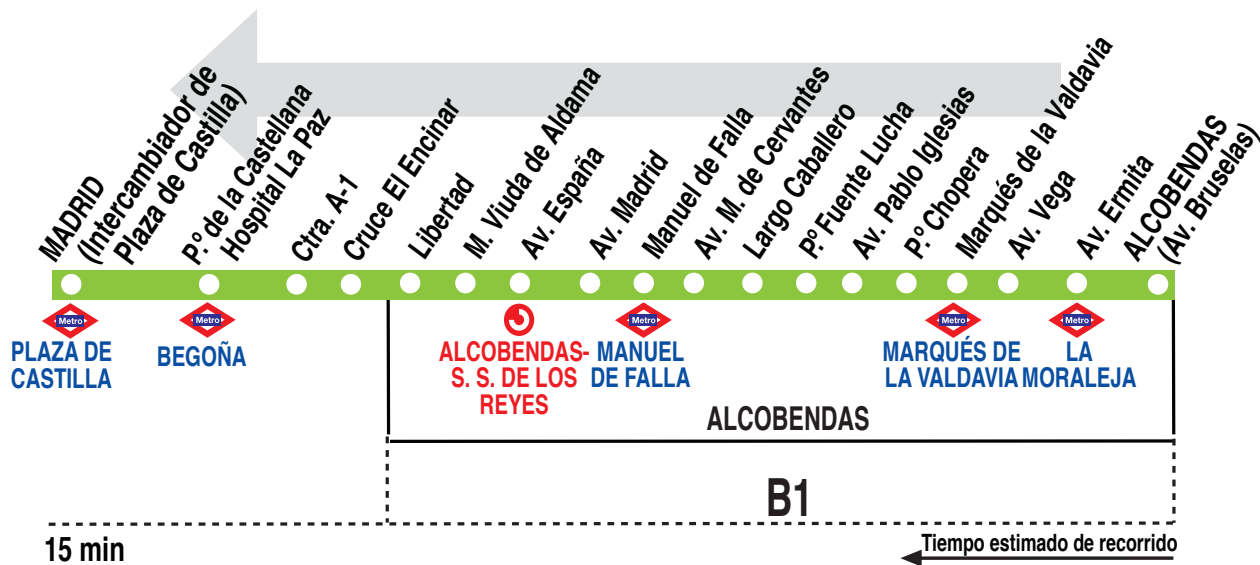 MADRID
(Intercambiador de
Plaza de Castilla)
P.º de la Castellana
Hospital La Paz
Ctra. A-1
Cruce El Encinar
Libertad
M. Viuda de Aldama
Av. España
Av. Madrid
Manuel de Falla
Av. M. de Cervantes
Largo Caballero
P.º Fuente Lucha
Av. Pablo Iglesias
P.º Chopera
Marqués de la Valdavia
Av. Vega
Av. Ermita
ALCOBENDAS
(Av. Bruselas)
Metro
PLAZA DE
CASTILLA
Metro
BEGOÑA
ALCOBENDAS-
S. S. DE LOS
REYES
Metro
MANUEL
DE FALLA
Metro
MARQUÉS DE
LA VALDAVIA
Metro
LA
MORALEJA
ALCOBENDAS
B1
15 min
Tiempo estimado de recorrido